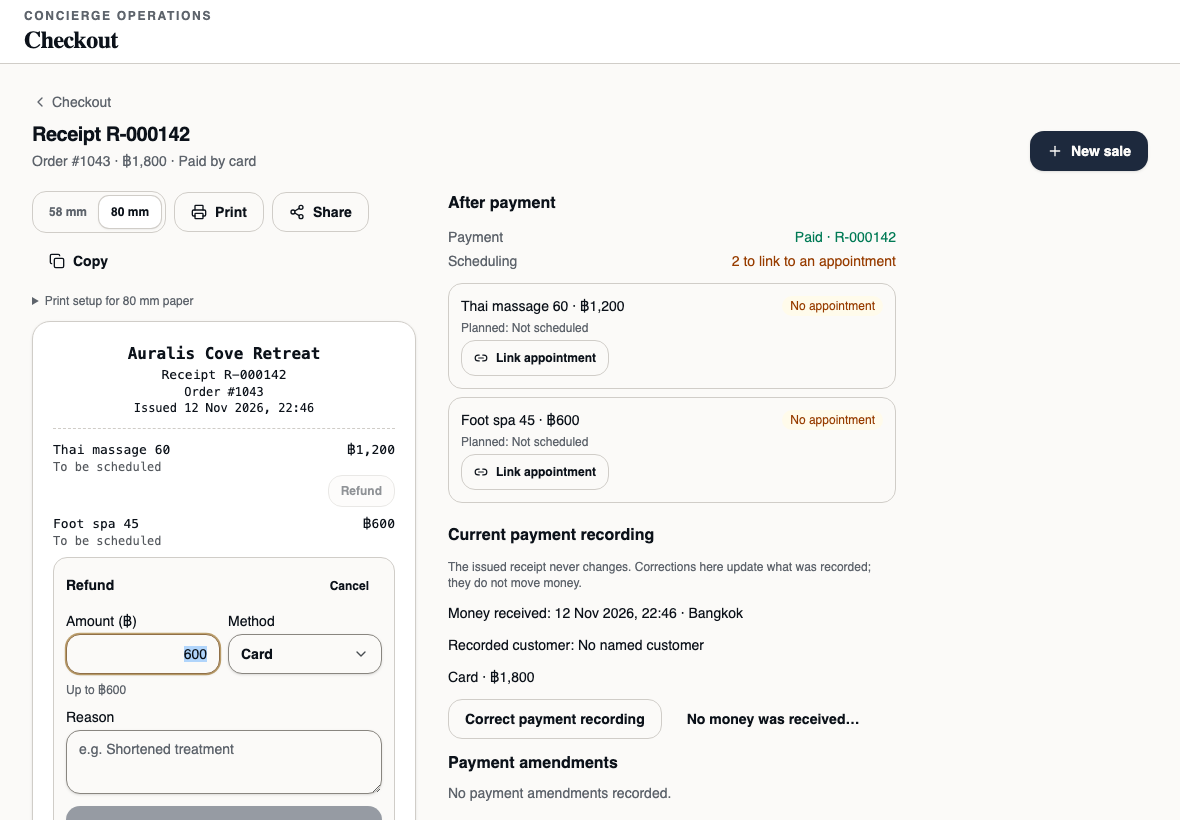 CONCIERGE OPERATIONS
Checkout
Checkout
Receipt R-000142
Order #1043 · ฿1,800 · Paid by card
New sale
58 mm
80 mm
Print
Share
Copy
Print setup for 80 mm paper
Auralis Cove Retreat
Receipt R-000142
Order #1043
Issued 12 Nov 2026, 22:46
Thai massage 60 ฿1,200
To be scheduled
Refund
Foot spa 45 ฿600
To be scheduled
Refund Cancel
Amount (฿) Method
600 Card
Up to ฿600
Reason
e.g. Shortened treatment
After payment
Payment Paid · R-000142
Scheduling 2 to link to an appointment
Thai massage 60 · ฿1,200 No appointment
Planned: Not scheduled
Link appointment
Foot spa 45 · ฿600 No appointment
Planned: Not scheduled
Link appointment
Current payment recording
The issued receipt never changes. Corrections here update what was recorded;
they do not move money.
Money received: 12 Nov 2026, 22:46 · Bangkok
Recorded customer: No named customer
Card · ฿1,800
Correct payment recording No money was received…
Payment amendments
No payment amendments recorded.